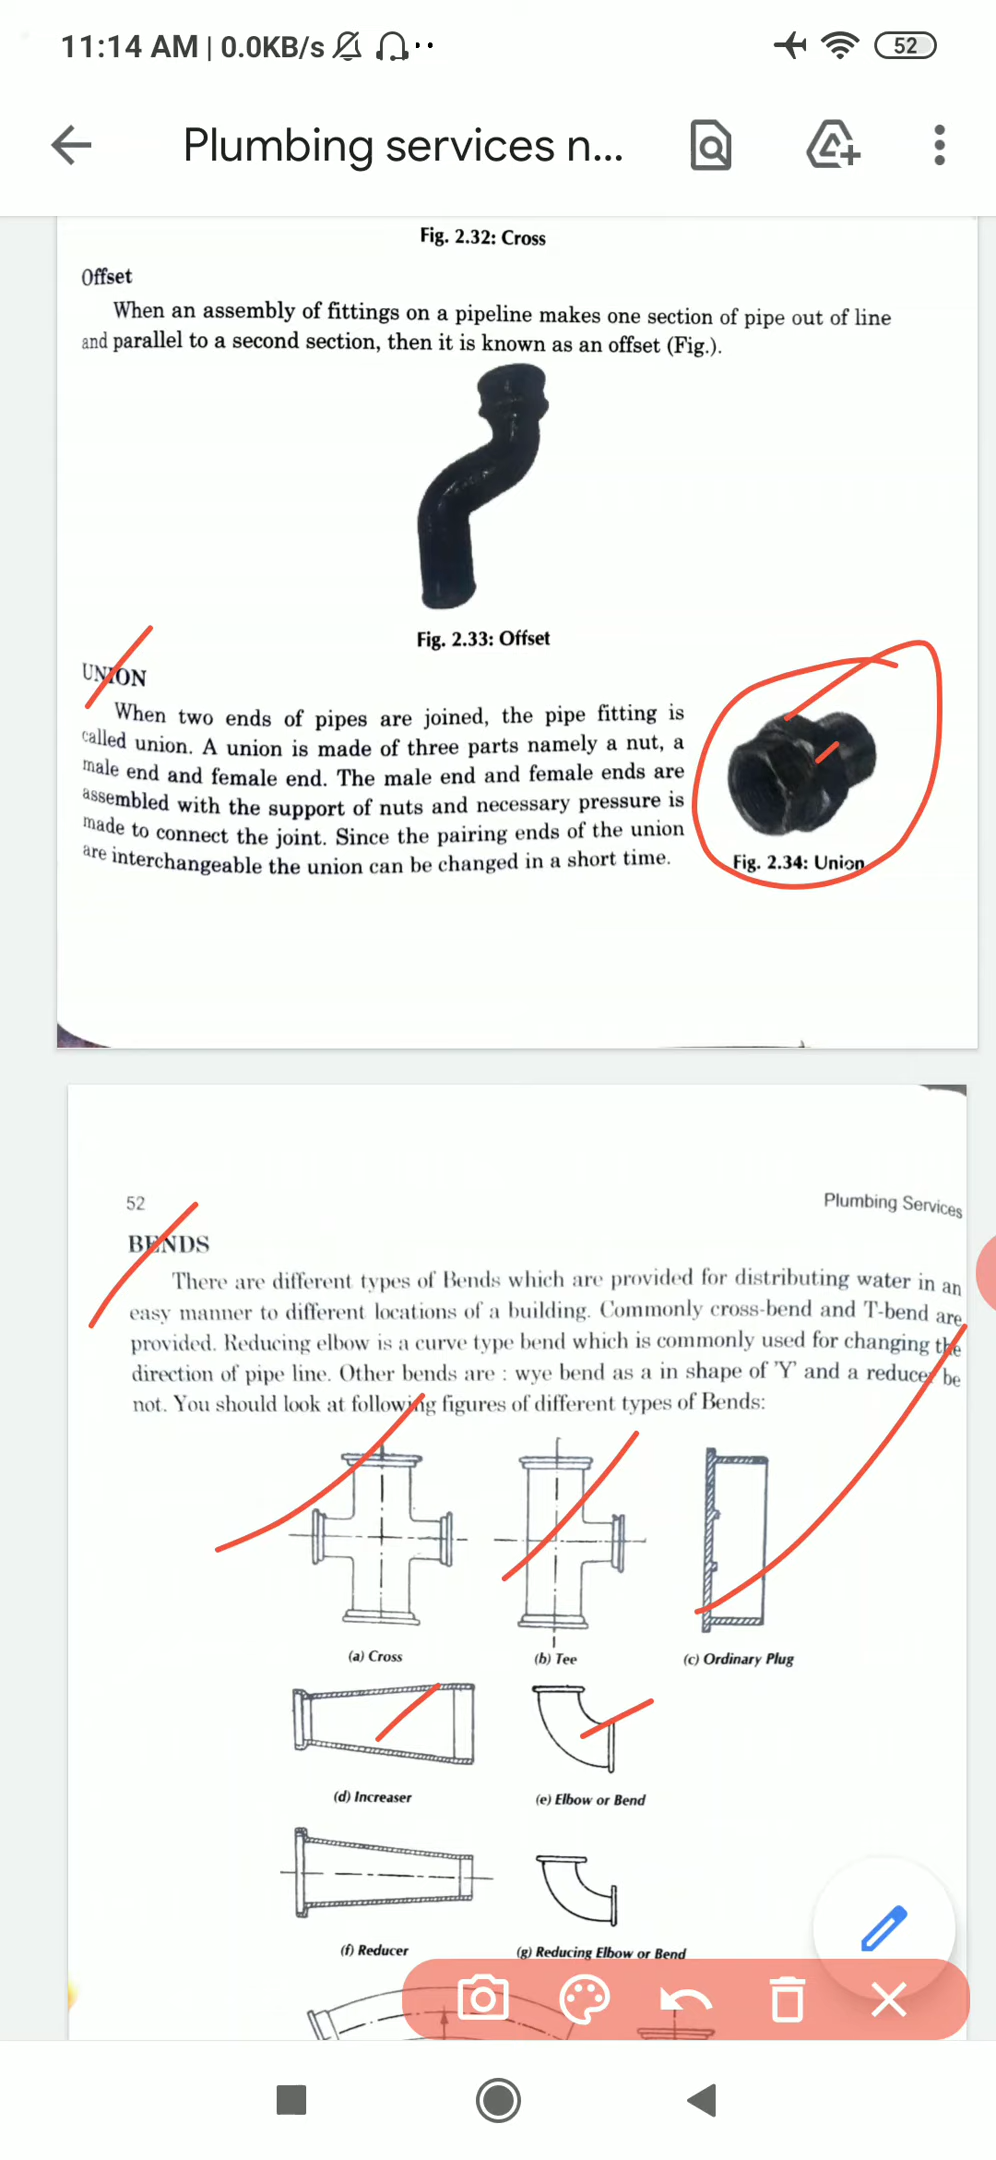 11:14 AM | 0.0KB/s
52
Plumbing services n...
Fig. 2.32: Cross
Offset
When an assembly of fittings on a pipeline makes one section of pipe out of line
and parallel to a second section, then it is known as an offset (Fig.).
Fig. 2.33: Offset
UNION
When two ends of pipes are joined, the pipe fitting is
called union. A union is made of three parts namely a nut, a
male end and female end. The male end and female ends are
assembled with the support of nuts and necessary pressure is
made to connect the joint. Since the pairing ends of the union
are interchangeable the union can be changed in a short time.
Fig. 2.34: Union
52
Plumbing Services
BENDS
There are different types of Bends which are provided for distributing water in an
easy manner to different locations of a building. Commonly cross-bend and T-bend are
provided. Reducing elbow is a curve type bend which is commonly used for changing the
direction of pipe line. Other bends are : wye bend as a in shape of 'Y' and a reducer be
not. You should look at following figures of different types of Bends:
(a) Cross
(b) Tee
(c) Ordinary Plug
(d) Increaser
(e) Elbow or Bend
(f) Reducer
(g) Reducing Elbow or Bend